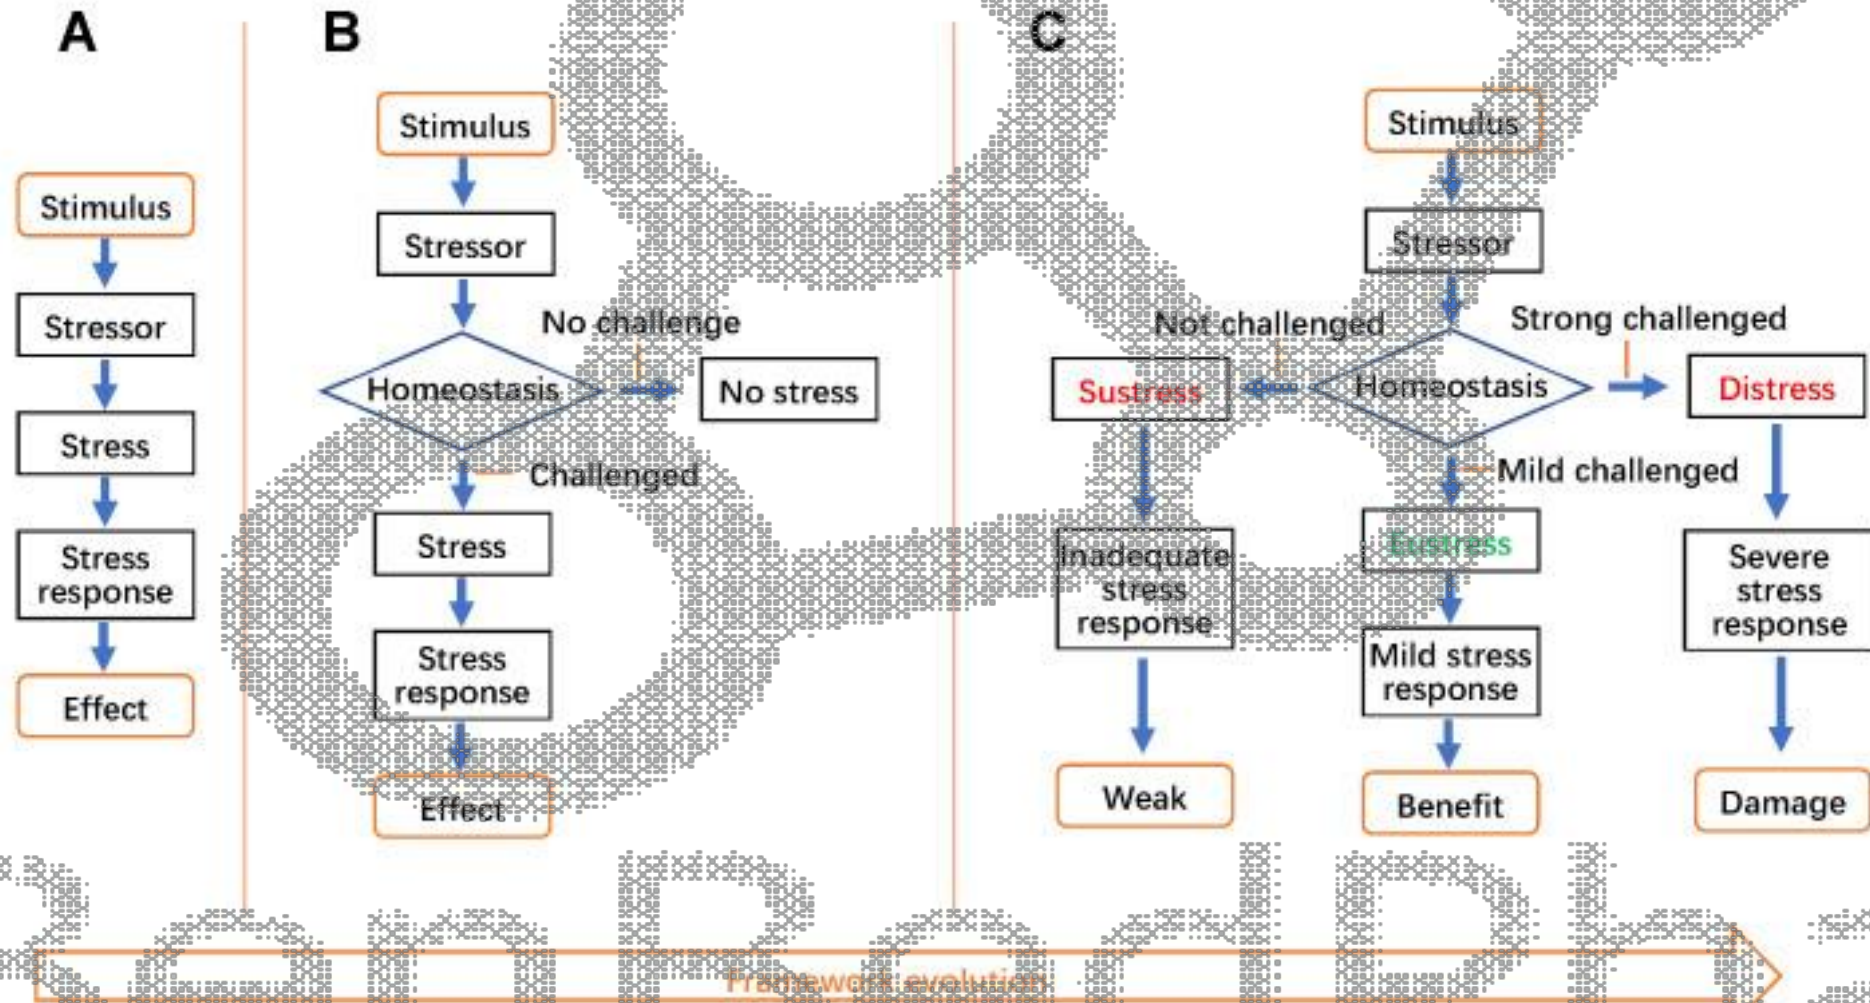 A
Stimulus
Stressor
Stress
Stress
response
Effect
B
Stimulus
Stressor
No challenge
Homeostasis
No stress
Challenged
Stress
Stress
response
Effect
C
Stimulus
Stressor
Not challenged
Strong challenged
Sustress
Homeostasis
Distress
Mild challenged
Inadequate
stress
response
Eustress
Severe
stress
response
Mild stress
response
Weak
Benefit
Damage
Framework evolution